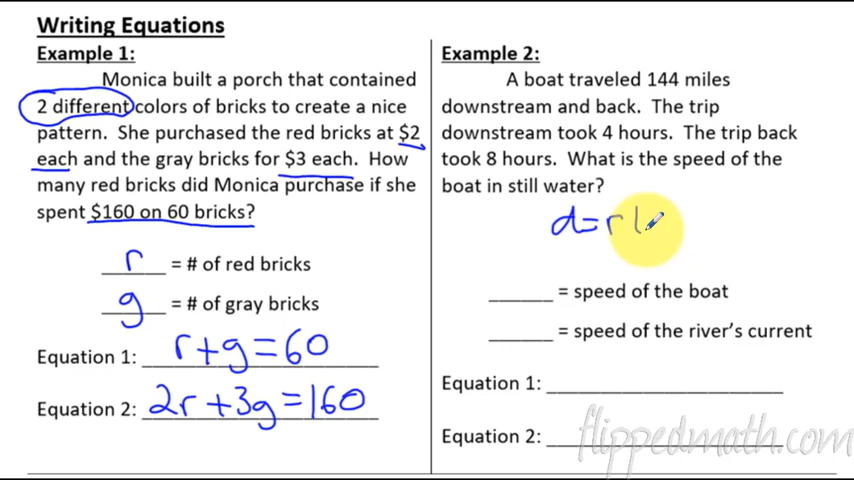 Writing Equations
Example 1:
Monica built a porch that contained
2 different colors of bricks to create a nice
pattern. She purchased the red bricks at $2
each and the gray bricks for $3 each. How
many red bricks did Monica purchase if she
spent $160 on 60 bricks?
r = # of red bricks
g = # of gray bricks
Equation 1: r+g=60
Equation 2: 2r+3g=160
Example 2:
A boat traveled 144 miles
downstream and back. The trip
downstream took 4 hours. The trip back
took 8 hours. What is the speed of the
boat in still water?
d=r
______ = speed of the boat
______ = speed of the river's current
Equation 1: ______
Equation 2: ______
flippedmath.com